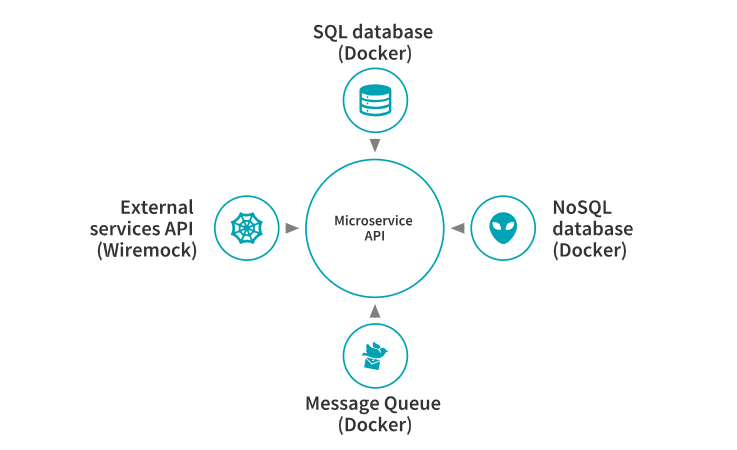 SQL database
(Docker)
External
services API
(Wiremock)
Microservice
API
NoSQL
database
(Docker)
Message Queue
(Docker)